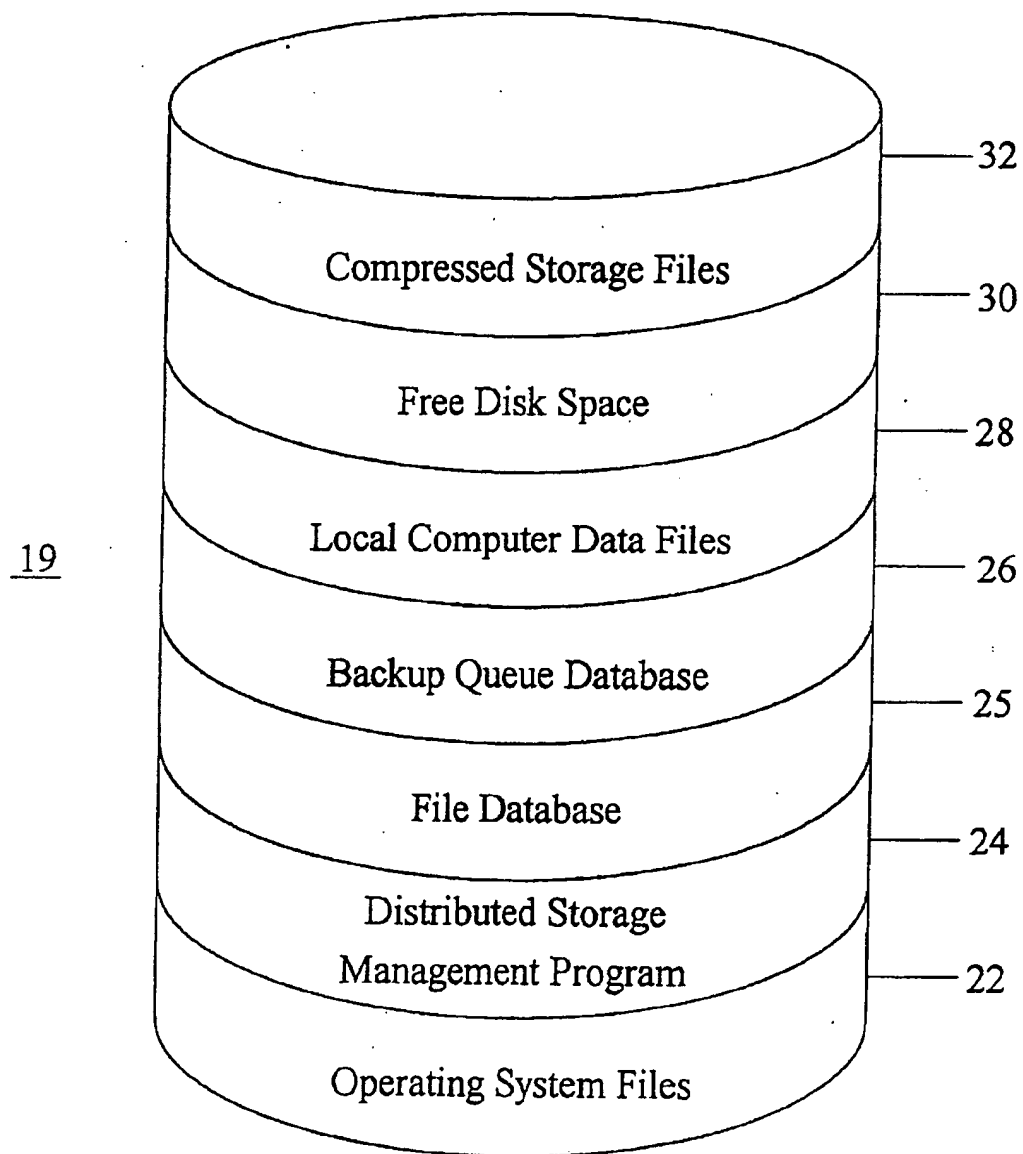 32
Compressed Storage Files
30
Free Disk Space
28
Local Computer Data Files
19
26
Backup Queue Database
25
File Database
24
Distributed Storage
Management Program
22
Operating System Files